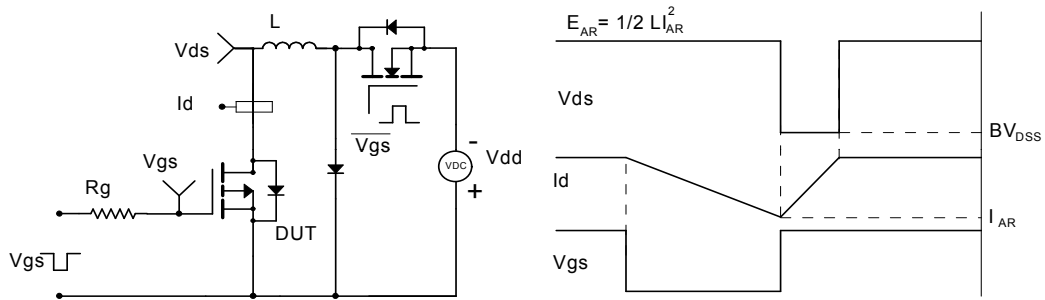 L
Vds
Id
Vgs
Rg
DUT
Vgs
Vgs
-
VDC
+
Vdd
E_AR = 1/2 LI_AR^2
Vds
BV_DSS
Id
I_AR
Vgs